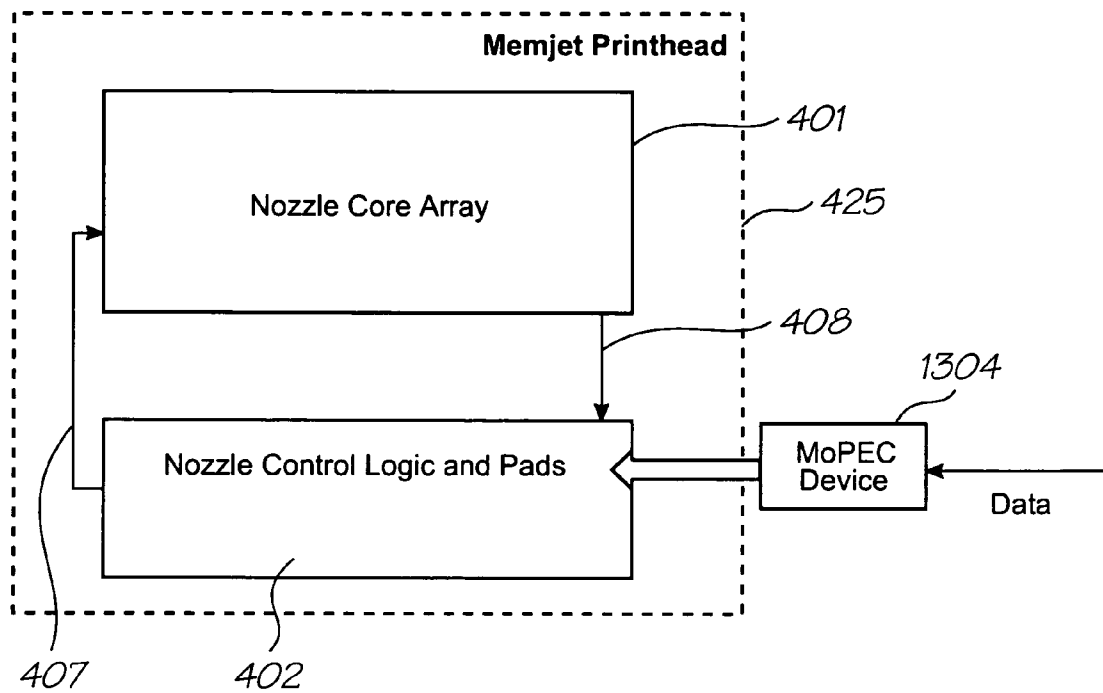 Memjet Printhead
401
Nozzle Core Array
425
408
1304
Nozzle Control Logic and Pads
MoPEC
Device
Data
407
402